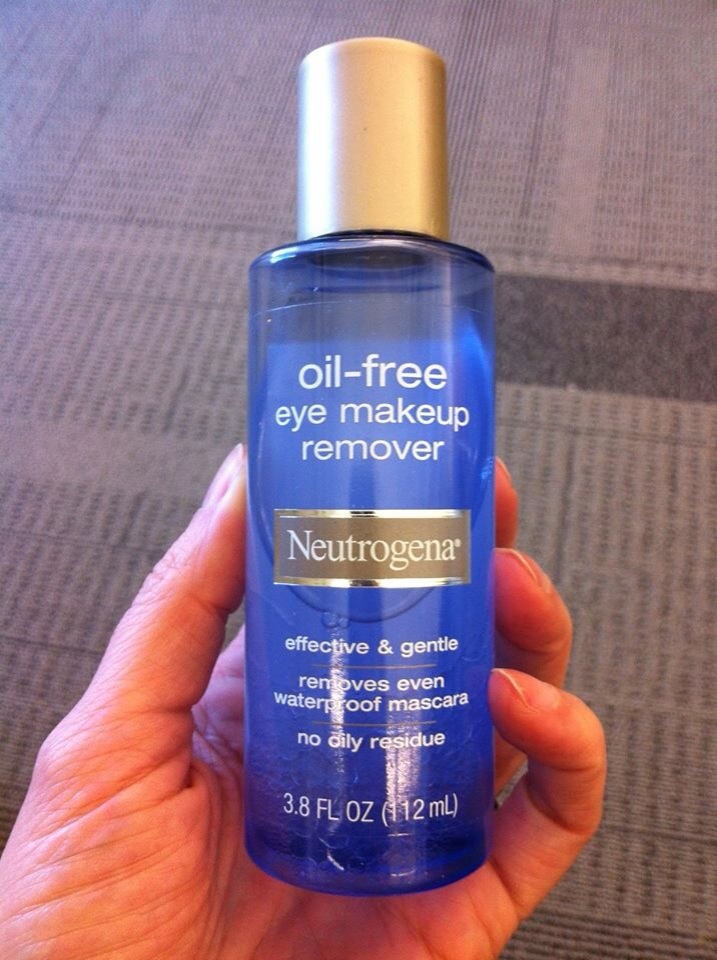 oil-free
eye makeup
remover
Neutrogena®
effective & gentle
removes even
waterproof mascara
no oily residue
3.8 FL OZ (112 mL)